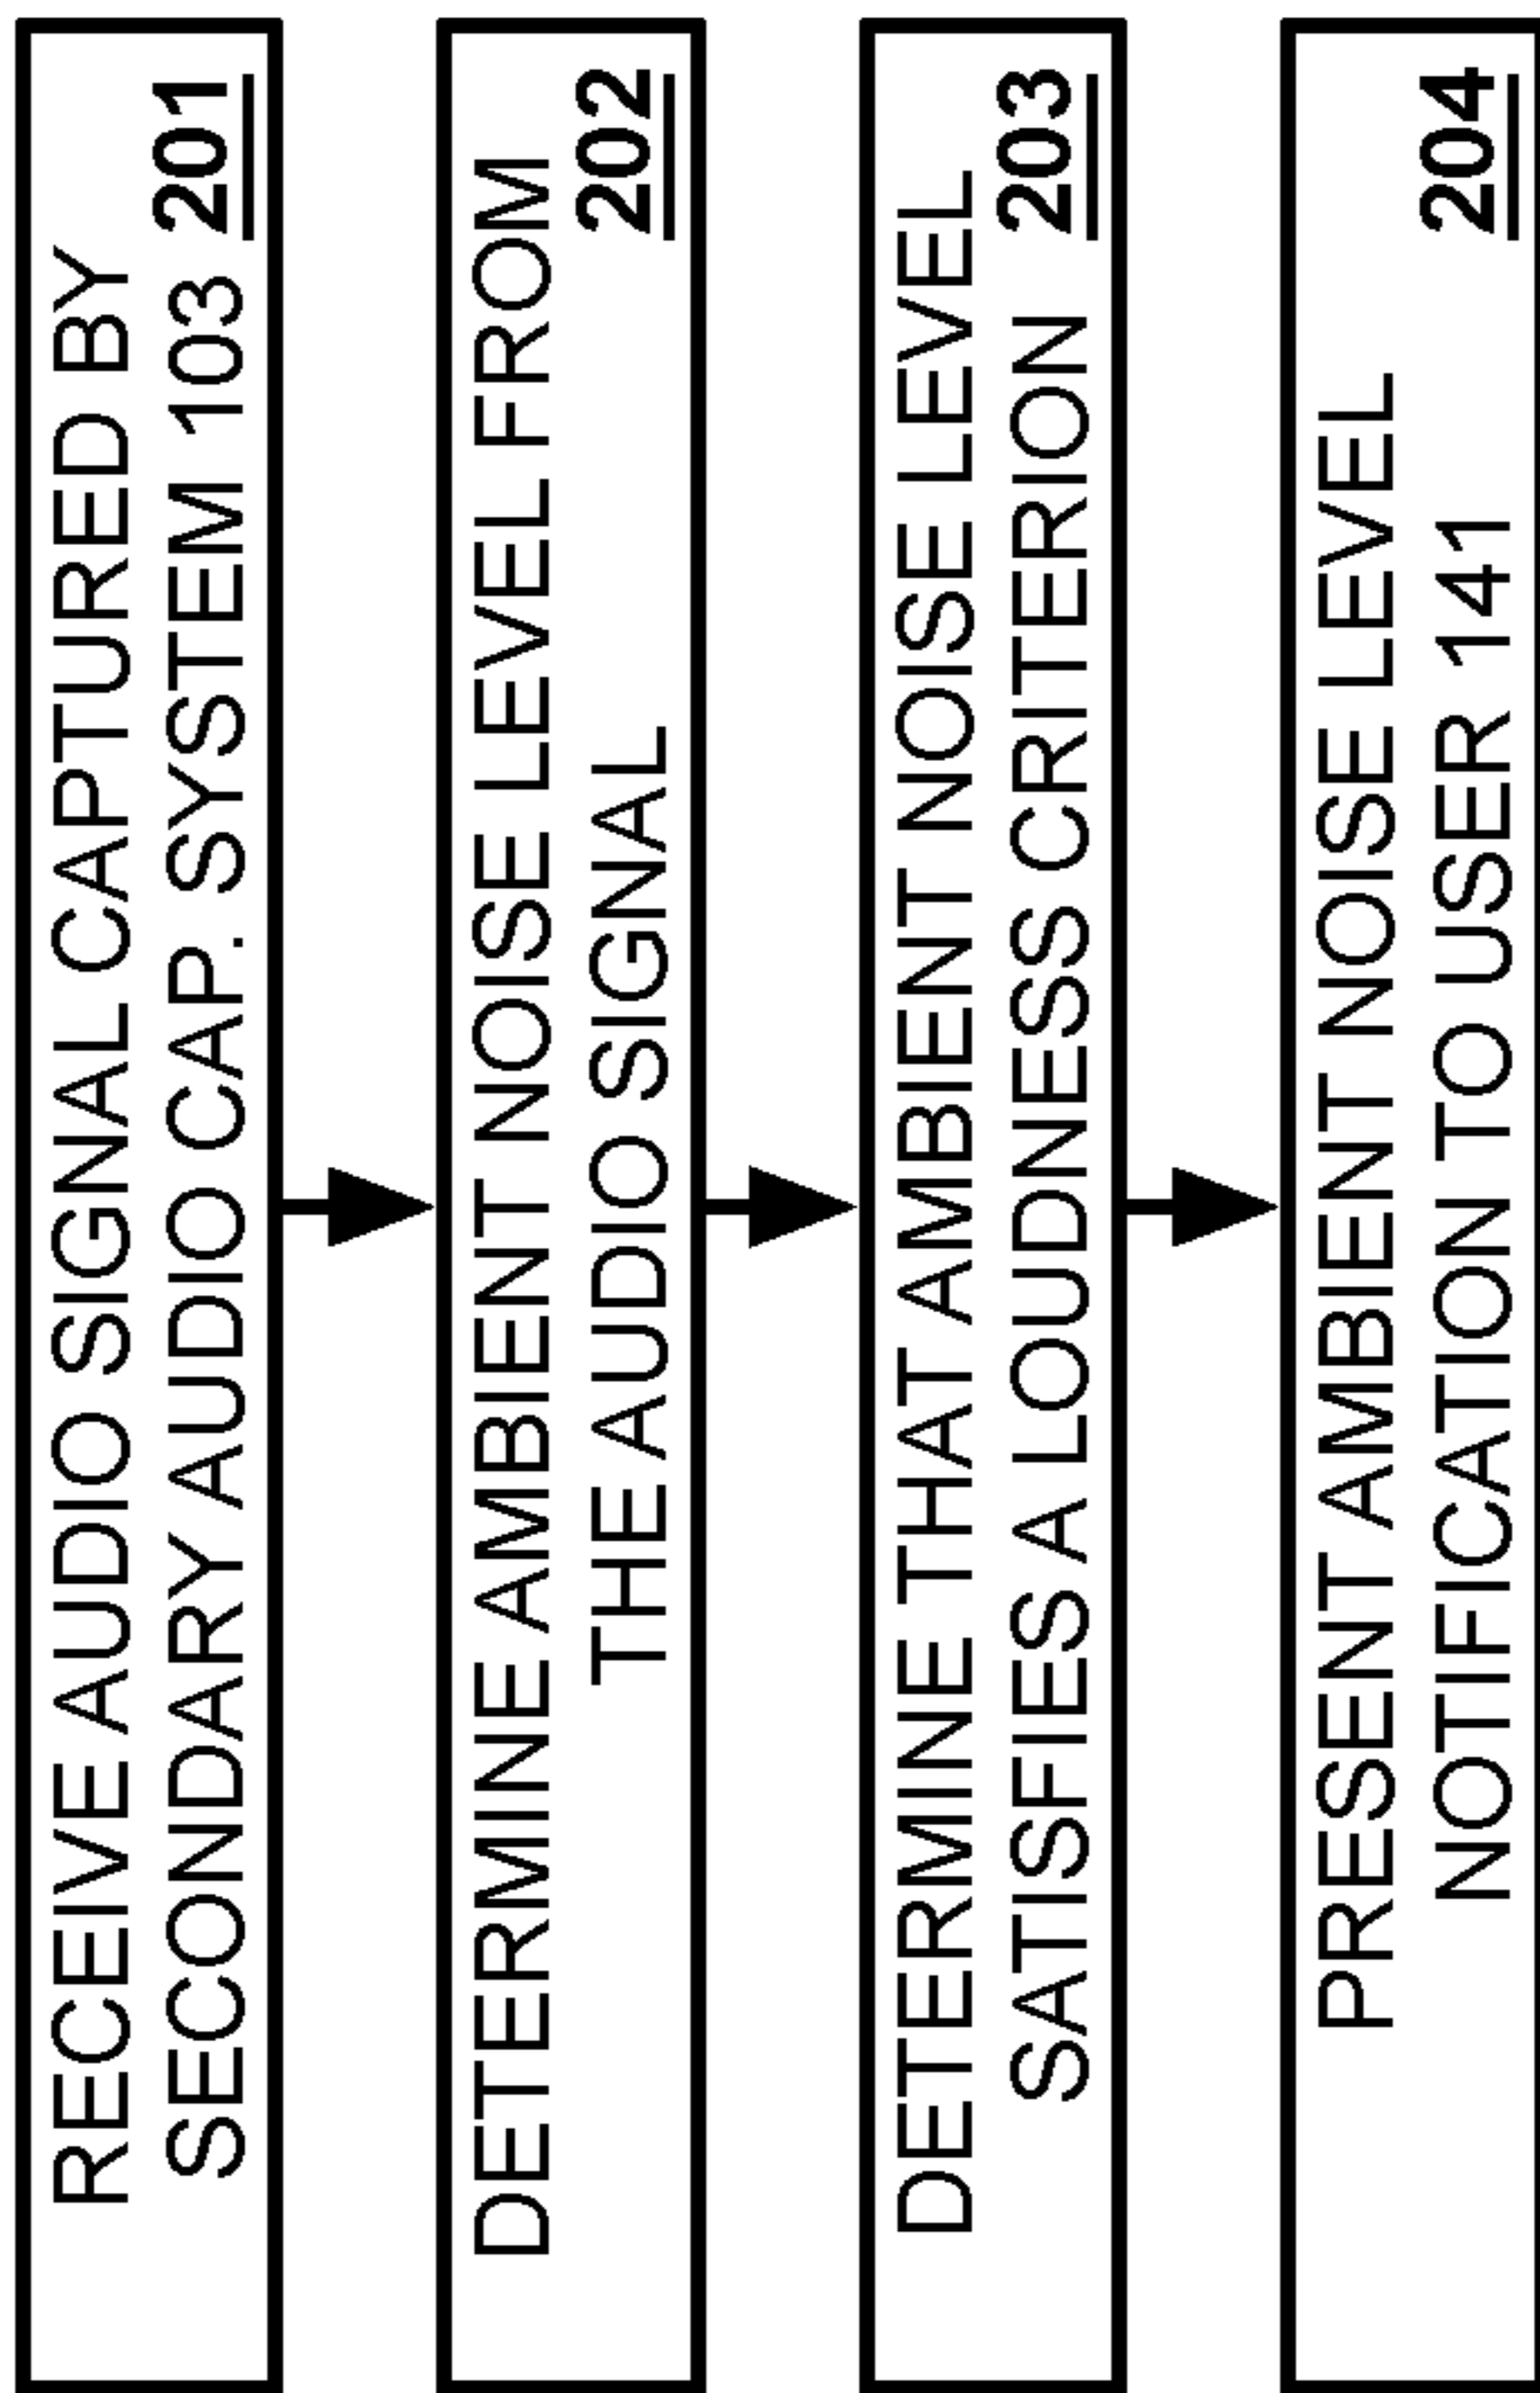 RECEIVE AUDIO SIGNAL CAPTURED BY
SECONDARY AUDIO CAP. SYSTEM 103 201
DETERMINE AMBIENT NOISE LEVEL FROM
THE AUDIO SIGNAL 202
DETERMINE THAT AMBIENT NOISE LEVEL
SATISFIES A LOUDNESS CRITERION 203
PRESENT AMBIENT NOISE LEVEL
NOTIFICATION TO USER 141 204